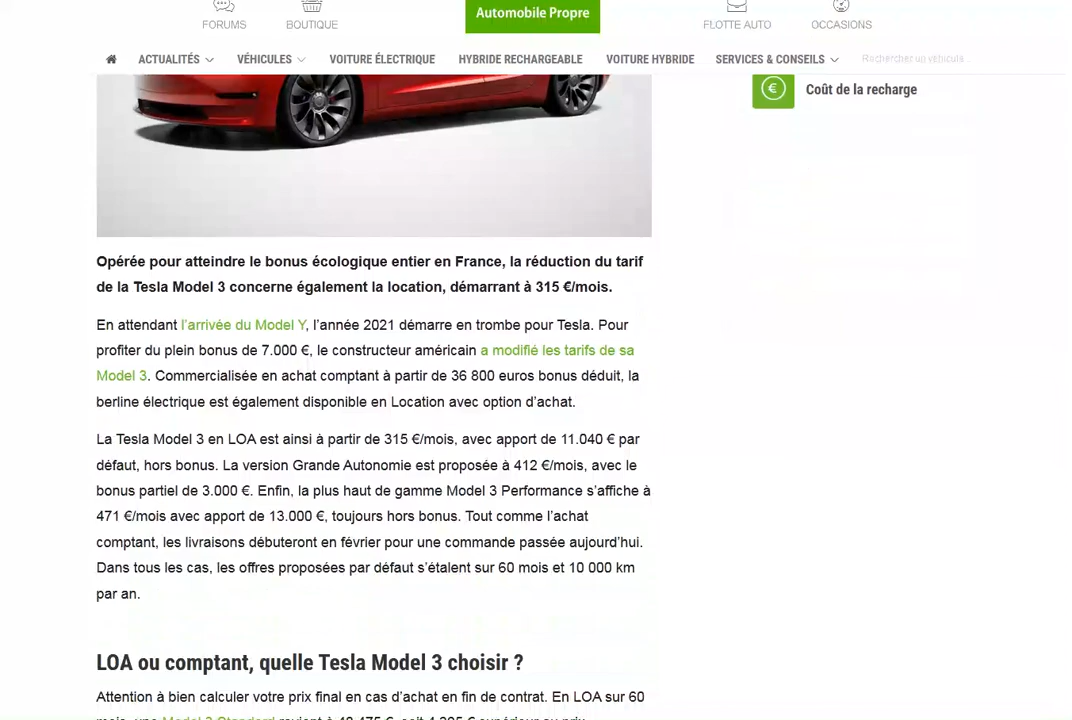 FORUMS
BOUTIQUE
Automobile Propre
FLOTTE AUTO
OCCASIONS
ACTUALITÉS
VÉHICULES
VOITURE ÉLECTRIQUE
HYBRIDE RECHARGEABLE
VOITURE HYBRIDE
SERVICES & CONSEILS
Rechercher un véhicule...
Coût de la recharge
Opérée pour atteindre le bonus écologique entier en France, la réduction du tarif
de la Tesla Model 3 concerne également la location, démarrant à 315 €/mois.
En attendant l’arrivée du Model Y, l’année 2021 démarre en trombe pour Tesla. Pour
profiter du plein bonus de 7.000 €, le constructeur américain a modifié les tarifs de sa
Model 3. Commercialisée en achat comptant à partir de 36 800 euros bonus déduit, la
berline électrique est également disponible en Location avec option d’achat.
La Tesla Model 3 en LOA est ainsi à partir de 315 €/mois, avec apport de 11.040 € par
défaut, hors bonus. La version Grande Autonomie est proposée à 412 €/mois, avec le
bonus partiel de 3.000 €. Enfin, la plus haut de gamme Model 3 Performance s’affiche à
471 €/mois avec apport de 13.000 €, toujours hors bonus. Tout comme l’achat
comptant, les livraisons débuteront en février pour une commande passée aujourd’hui.
Dans tous les cas, les offres proposées par défaut s’étalent sur 60 mois et 10 000 km
par an.
LOA ou comptant, quelle Tesla Model 3 choisir ?
Attention à bien calculer votre prix final en cas d’achat en fin de contrat. En LOA sur 60
mois, une Model 3 Standard revient à